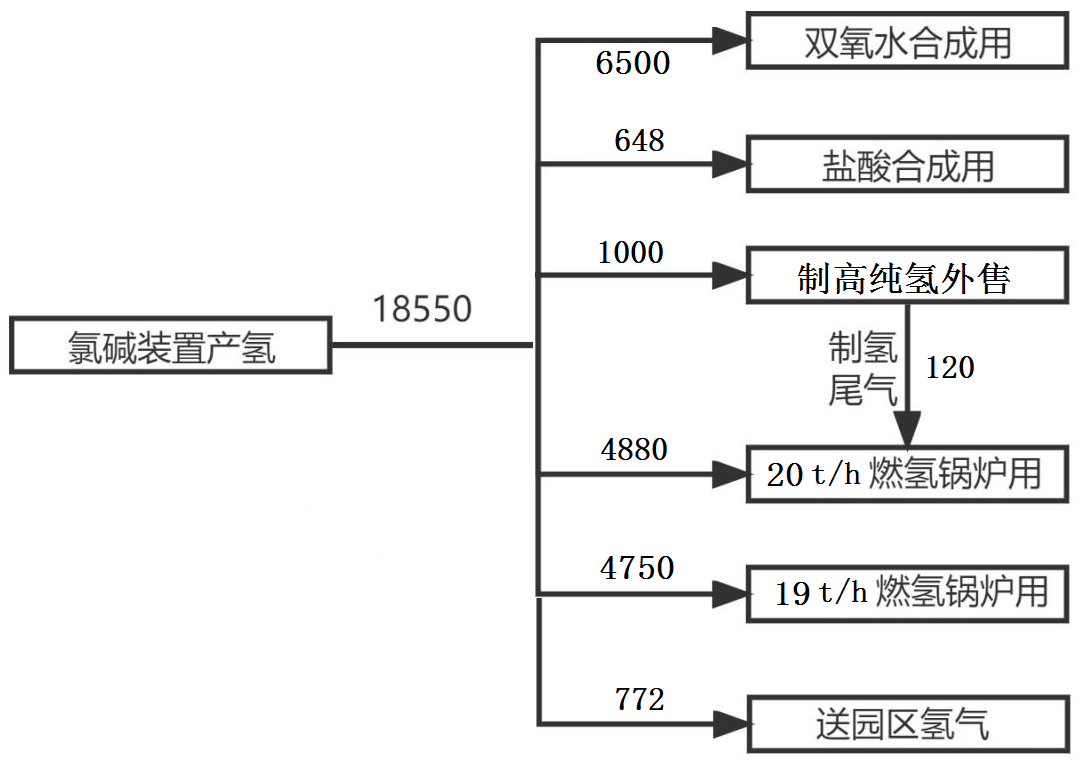 双氧水合成用
6500
648
盐酸合成用
1000
制高纯氢外售
18550
氯碱装置产氢
制氢
尾气
120
4880
20 t/h 燃氢锅炉用
4750
19 t/h 燃氢锅炉用
772
送园区氢气